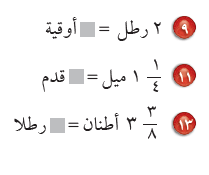 ٩ ٢ رطل = ■ أوقية
١١ ١ ١/٤ ميل = ■ قدم
١٣ ٣ ٣/٨ أطنان = ■ رطلا